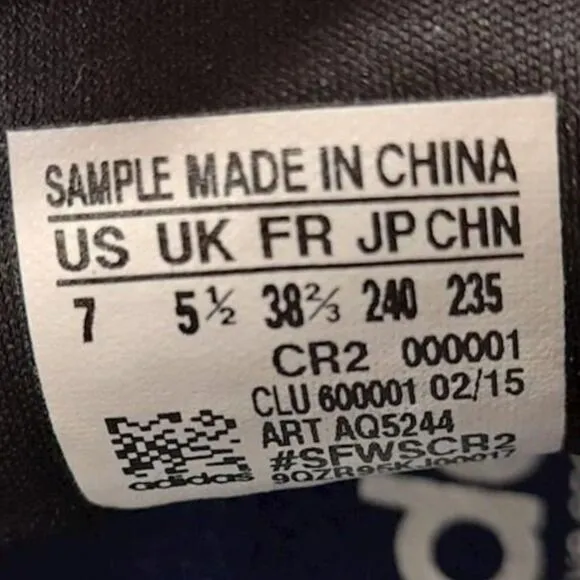 SAMPLE MADE IN CHINA
US UK FR JP CHN
7 5½ 38⅔ 240 235
CR2 000001
CLU 600001 02/15
ART AQ5244
#SFWSCR2
adidas